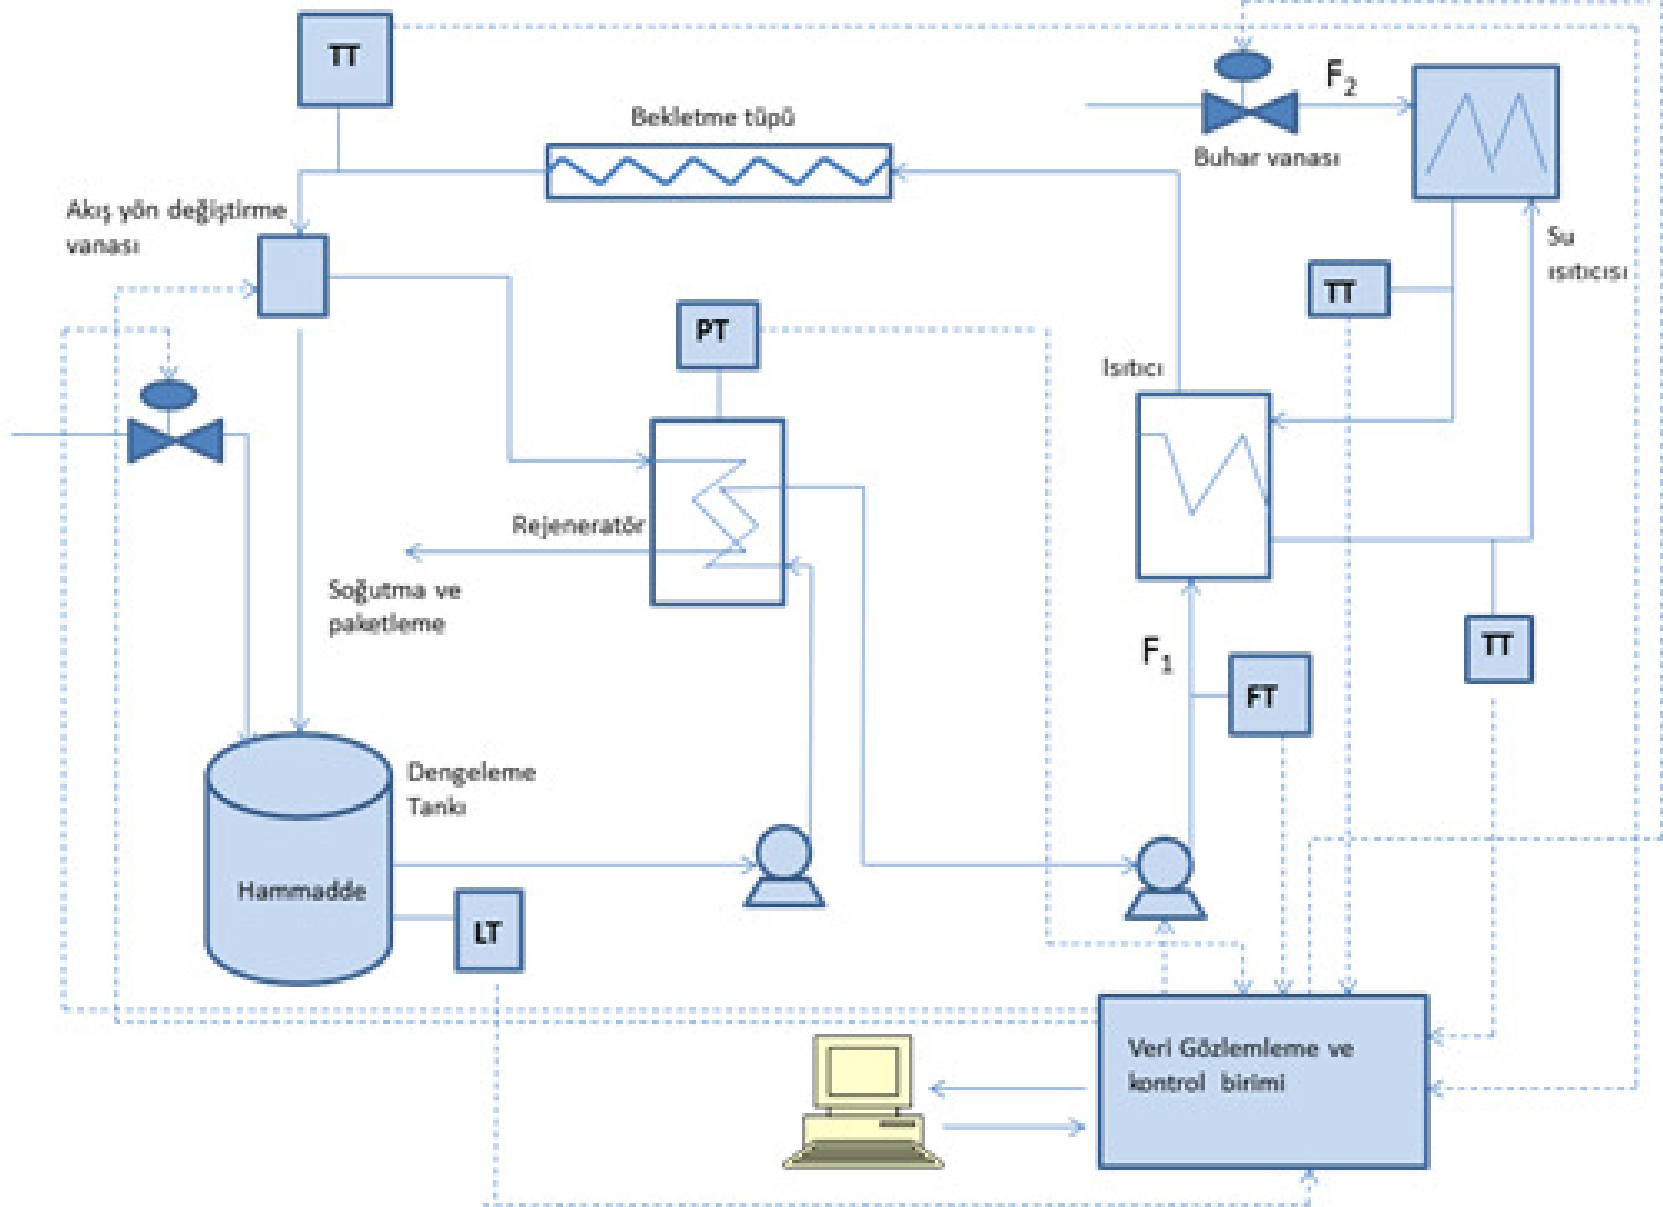 TT
F₂
Bekletme tüpü
Buhar vanası
Akış yön değiştirme
vanası
Su
ısıtıcısı
TT
PT
Isıtıcı
Rejeneratör
Soğutma ve
paketleme
F₁
TT
FT
Dengeleme
Tankı
Hammadde
LT
Veri Gözlemleme ve
kontrol birimi